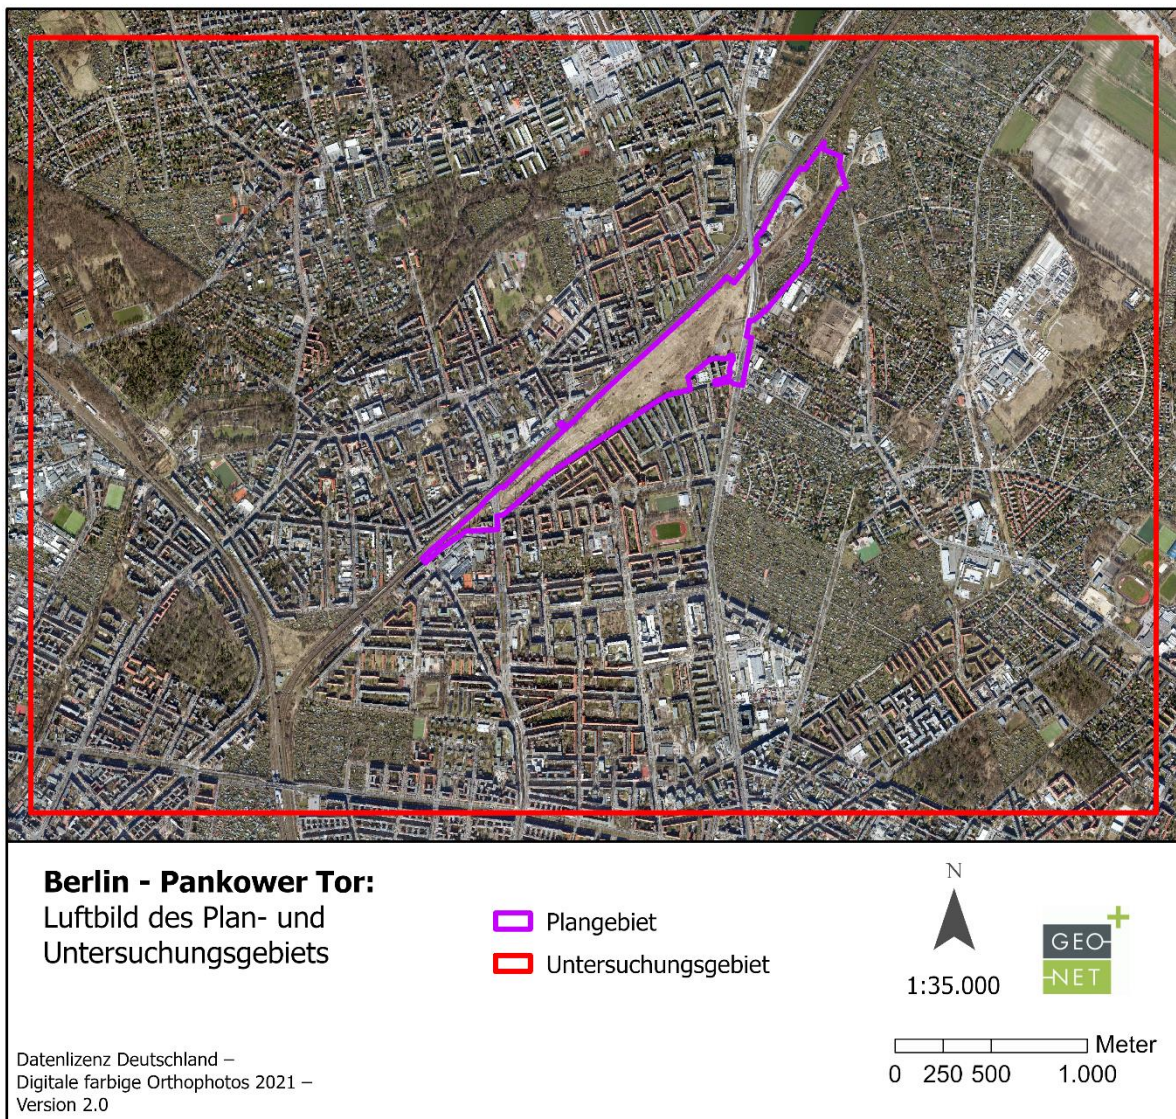 Berlin - Pankower Tor:
Luftbild des Plan- und
Untersuchungsgebiets
Plangebiet
Untersuchungsgebiet
N
1:35.000
GEO
NET
Meter
0 250 500 1.000
Datenlizenz Deutschland –
Digitale farbige Orthophotos 2021 –
Version 2.0